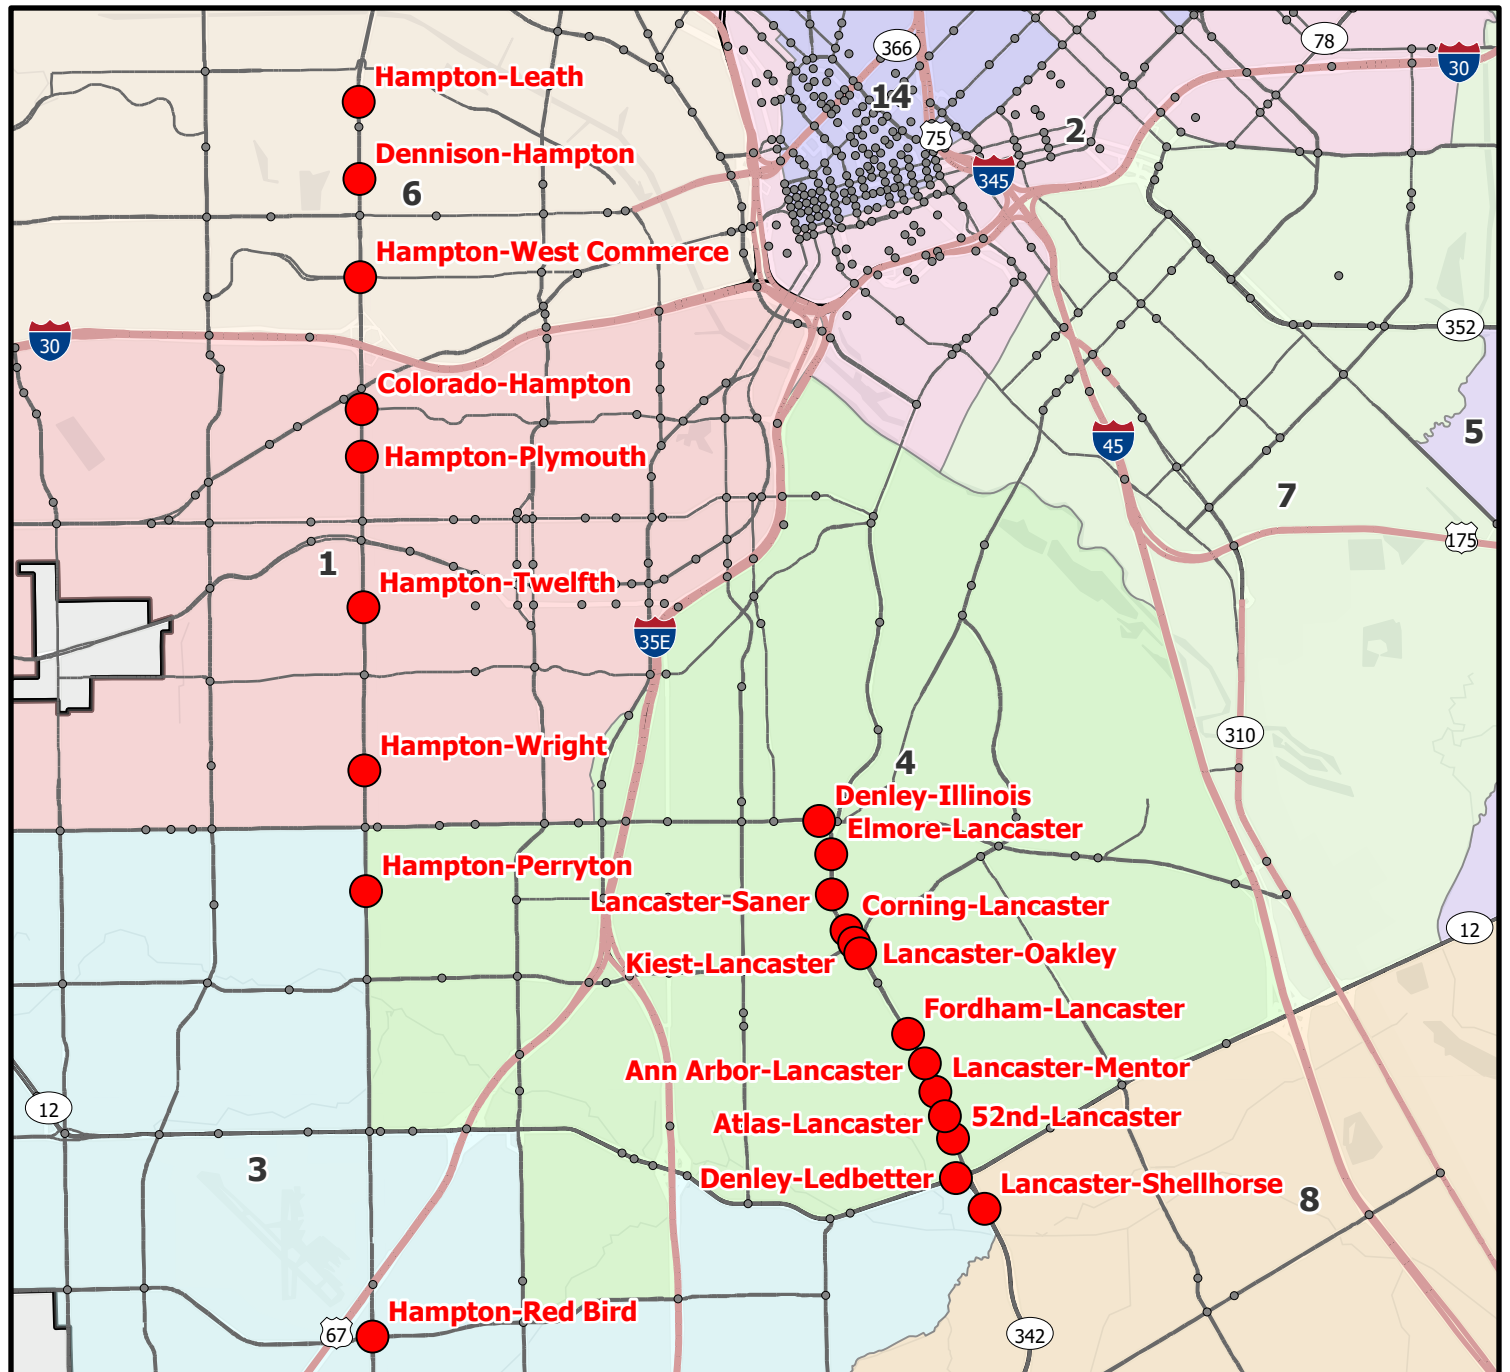 366
78
30
Hampton-Leath
14
2
75
Dennison-Hampton
345
6
Hampton-West Commerce
352
30
Colorado-Hampton
5
45
Hampton-Plymouth
7
175
1
Hampton-Twelfth
35E
310
Hampton-Wright
4
Denley-Illinois
Elmore-Lancaster
Hampton-Perryton
Lancaster-Saner
Corning-Lancaster
12
Kiest-Lancaster
Lancaster-Oakley
Fordham-Lancaster
Ann Arbor-Lancaster
Lancaster-Mentor
12
Atlas-Lancaster
52nd-Lancaster
3
Denley-Ledbetter
Lancaster-Shellhorse
8
Hampton-Red Bird
67
342